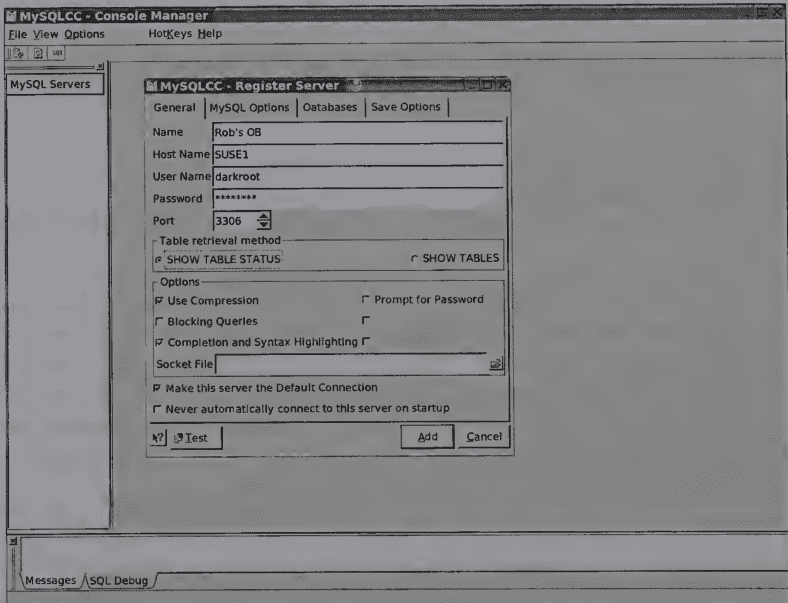 MySQLCC - Console Manager
File View Options HotKeys Help
MySQL Servers
MySQLCC - Register Server
General MySQL Options Oatabases Save Options
Name Rob's OB
Host Name SUSE1
User Name darkroot
Password ********
Port 3306
Table retrieval method
SHOW TABLE STATUS SHOW TABLES
Options
Use Compression Prompt for Password
Blocking Queries
Completion and Syntax Highlighting
Socket File
Make this server the Default Connection
Never automatically connect to this server on startup
Test Add Cancel
Messages SQL Debug